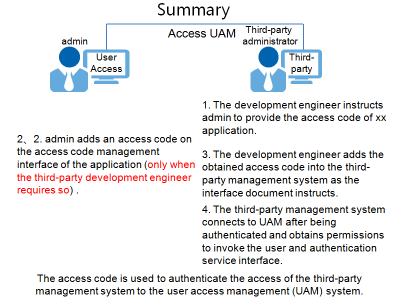 Summary
Access UAM
admin
Third-party
administrator
User
Access
Third-
party
1. The development engineer instructs
admin to provide the access code of xx
application.
2、2. admin adds an access code on
the access code management
interface of the application (only when
the third-party development engineer
requires so) .
3. The development engineer adds the
obtained access code into the third-
party management system as the
interface document instructs.
4. The third-party management system
connects to UAM after being
authenticated and obtains permissions
to invoke the user and authentication
service interface.
The access code is used to authenticate the access of the third-party
management system to the user access management (UAM) system.